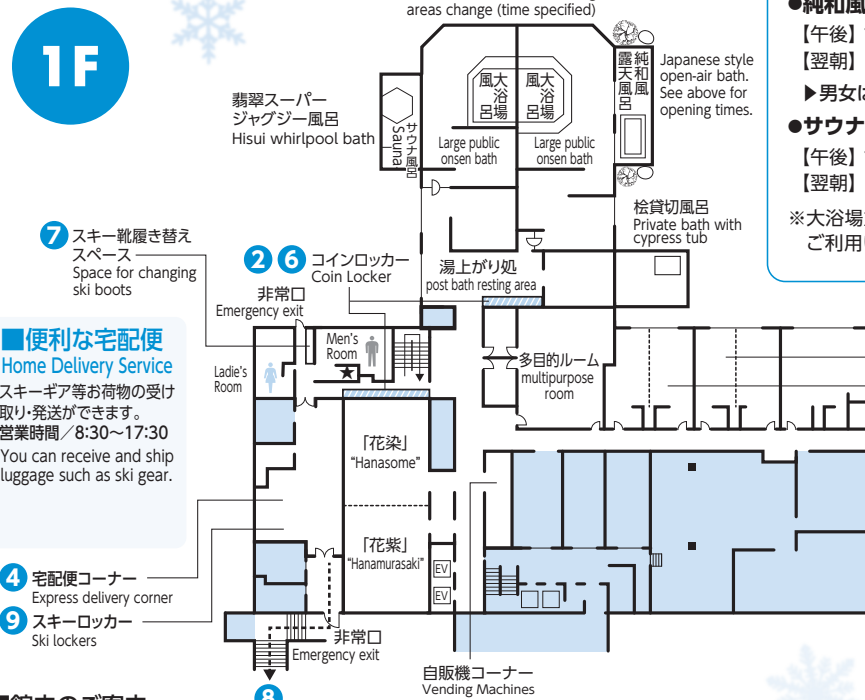 areas change (time specified)
1F
翡翠スーパー
ジャグジー風呂
Hisui whirlpool bath
サウナ風呂
Sauna
大浴場
風呂
Large public
onsen bath
大浴場
風呂
Large public
onsen bath
純和風
露天風呂
Japanese style
open-air bath.
See above for
opening times.
●純和風
【午後】
【翌朝】
▶男女は
●サウナ
【午後】
【翌朝】
※大浴場
ご利用
桧貸切風呂
Private bath with
cypress tub
7 スキー靴履き替え
スペース
Space for changing
ski boots
2 6 コインロッカー
Coin Locker
湯上がり処
post bath resting area
非常口
Emergency exit
■便利な宅配便
Home Delivery Service
スキーギア等お荷物の受け
取り・発送ができます。
営業時間／8:30〜17:30
You can receive and ship
luggage such as ski gear.
Ladie's
Room
Men's
Room
★
多目的ルーム
multipurpose
room
「花染」
"Hanasome"
「花紫」
"Hanamurasaki"
EV
EV
4 宅配便コーナー
Express delivery corner
9 スキーロッカー
Ski lockers
非常口
Emergency exit
8
自販機コーナー
Vending Machines